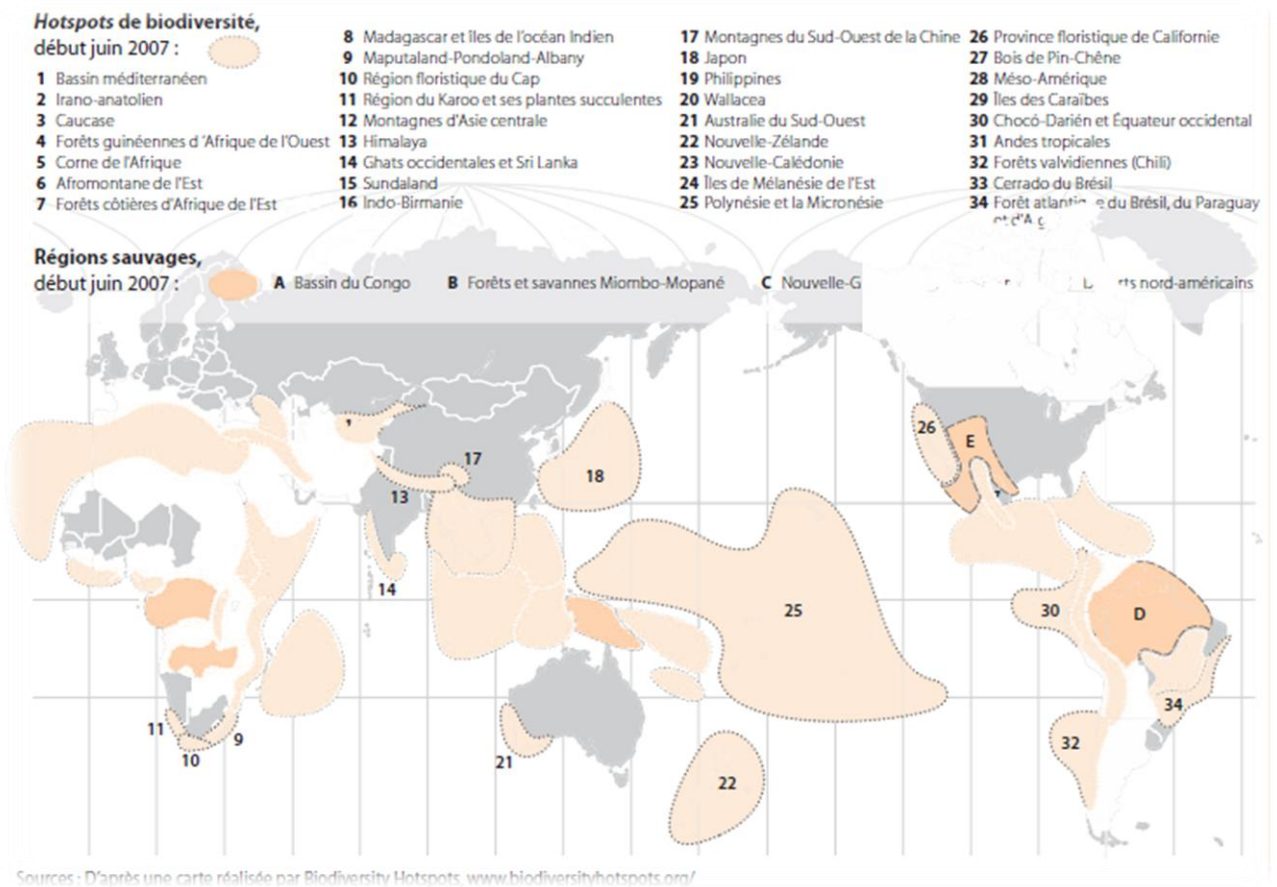 Hotspots de biodiversité,
début juin 2007 :
1 Bassin méditerranéen
2 Irano-anatolien
3 Caucase
4 Forêts guinéennes d 'Afrique de l'Ouest
5 Corne de l'Afrique
6 Afromontane de l'Est
7 Forêts côtières d'Afrique de l'Est
8 Madagascar et îles de l'océan Indien
9 Maputaland-Pondoland-Albany
10 Région floristique du Cap
11 Région du Karoo et ses plantes succulentes
12 Montagnes d'Asie centrale
13 Himalaya
14 Ghats occidentales et Sri Lanka
15 Sundaland
16 Indo-Birmanie
17 Montagnes du Sud-Ouest de la Chine
18 Japon
19 Philippines
20 Wallacea
21 Australie du Sud-Ouest
22 Nouvelle-Zélande
23 Nouvelle-Calédonie
24 Îles de Mélanésie de l'Est
25 Polynésie et la Micronésie
26 Province floristique de Californie
27 Bois de Pin-Chêne
28 Méso-Amérique
29 Îles des Caraïbes
30 Chocó-Darién et Équateur occidental
31 Andes tropicales
32 Forêts valvidiennes (Chili)
33 Cerrado du Brésil
34 Forêt du Brésil, du Paraguay
Régions sauvages,
début juin 2007 :
A Bassin du Congo
B Forêts et savannes Miombo-Mopané
C Nouvelle-G
nord-américains
26
E
17
18
13
14
25
30
D
11
9
10
34
32
21
22
Sources : D'après une carte réalisée par Biodiversity Hotspots, www.biodiversityhotspots.org/